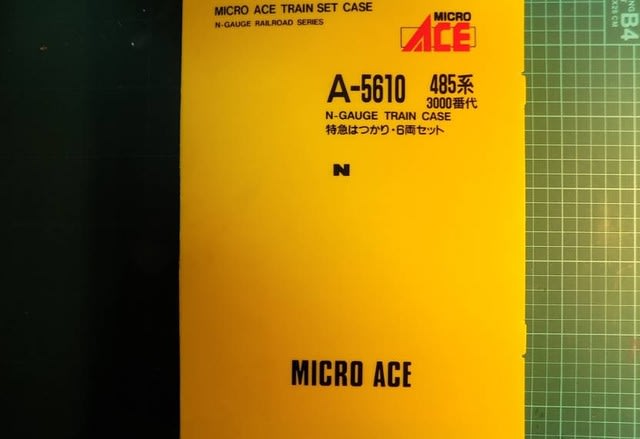 MICRO ACE TRAIN SET CASE
N-GAUGE RAILROAD SERIES
MICRO
ACE
A-5610 485系
3000番代
N-GAUGE TRAIN CASE
特急はつかり・6両セット
N
MICRO ACE
B4